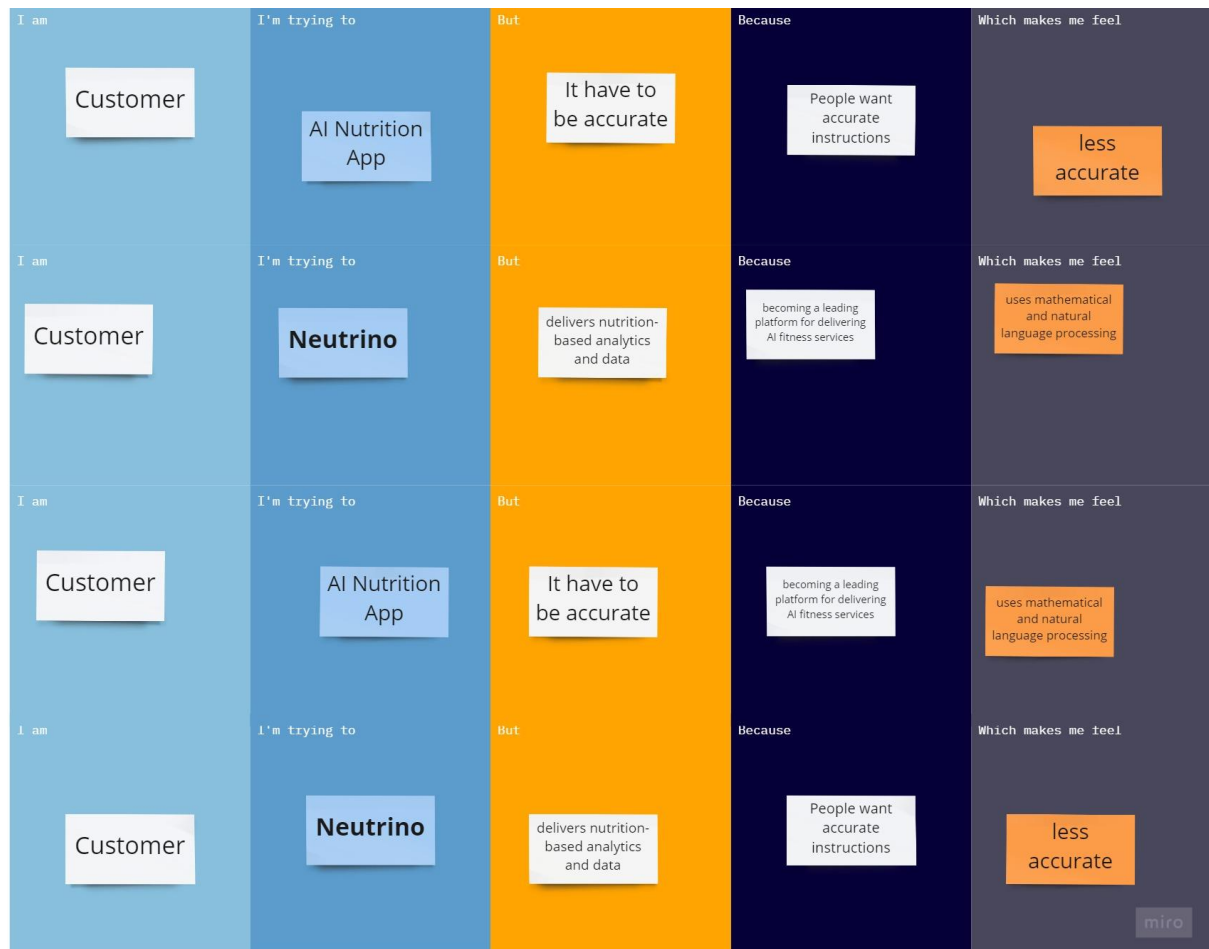 I am
I'm trying to
But
Because
Which makes me feel
Customer
AI Nutrition
App
It have to
be accurate
People want
accurate
instructions
less
accurate
I am
I'm trying to
But
Because
Which makes me feel
Customer
Neutrino
delivers nutrition-
based analytics
and data
becoming a leading
platform for delivering
AI fitness services
uses mathematical
and natural
language processing
I am
I'm trying to
But
Because
Which makes me feel
Customer
AI Nutrition
App
It have to
be accurate
becoming a leading
platform for delivering
AI fitness services
uses mathematical
and natural
language processing
I am
I'm trying to
But
Because
Which makes me feel
Customer
Neutrino
delivers nutrition-
based analytics
and data
People want
accurate
instructions
less
accurate
miro